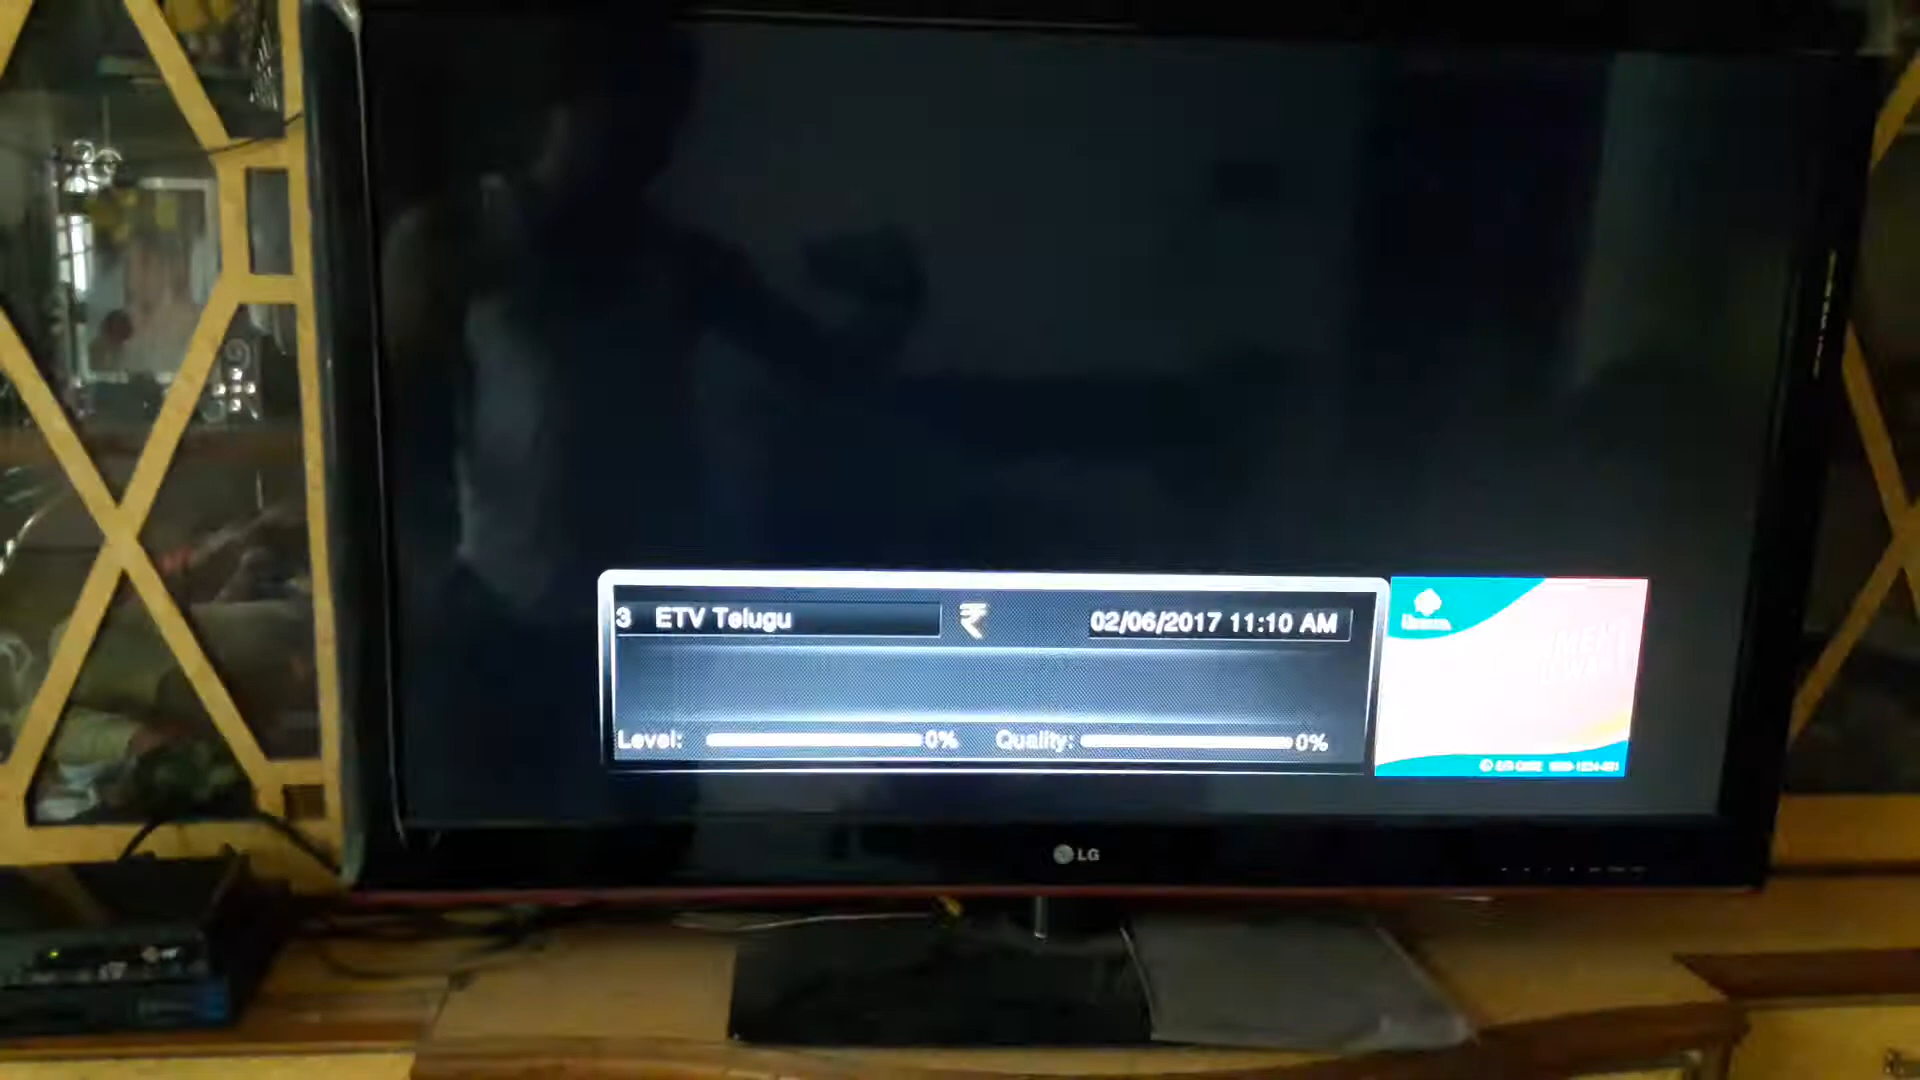 3 ETV Telugu ₹ 02/06/2017 11:10 AM
Level: 0% Quality: 0%
LG